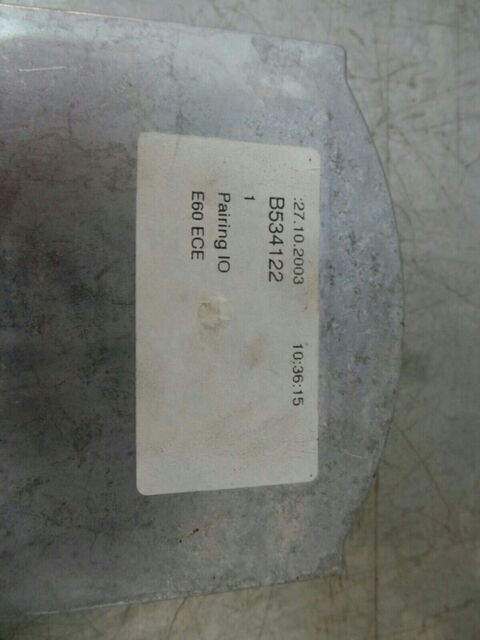 :27.10.2003 10:36:15
B534122
1
Pairing IO
E60 ECE